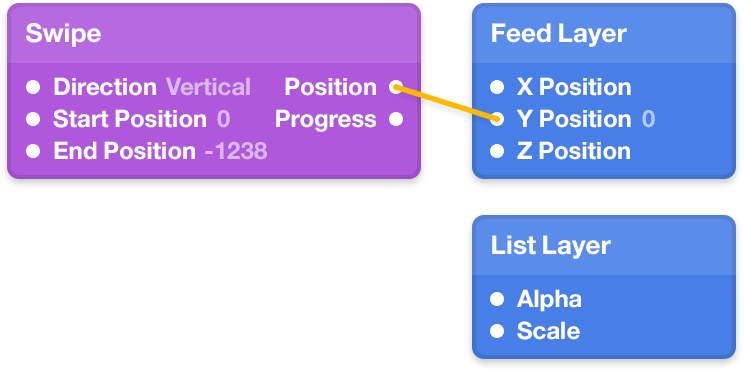 Swipe
Direction Vertical Position
Start Position 0 Progress
End Position -1238
Feed Layer
X Position
Y Position 0
Z Position
List Layer
Alpha
Scale